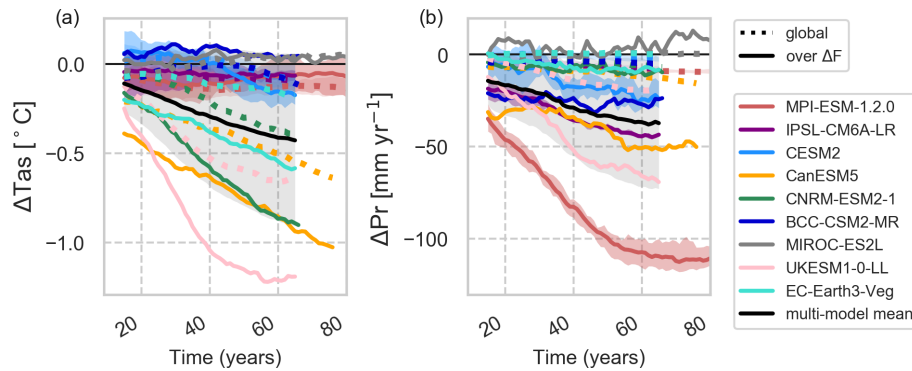 (a)
(b)
0.0
−0.5
−1.0
ΔTas [ °C]
20
40
60
80
Time (years)
0
−50
−100
ΔPr [mm yr⁻¹]
20
40
60
80
Time (years)
global
over ΔF
MPI-ESM-1.2.0
IPSL-CM6A-LR
CESM2
CanESM5
CNRM-ESM2-1
BCC-CSM2-MR
MIROC-ES2L
UKESM1-0-LL
EC-Earth3-Veg
multi-model mean